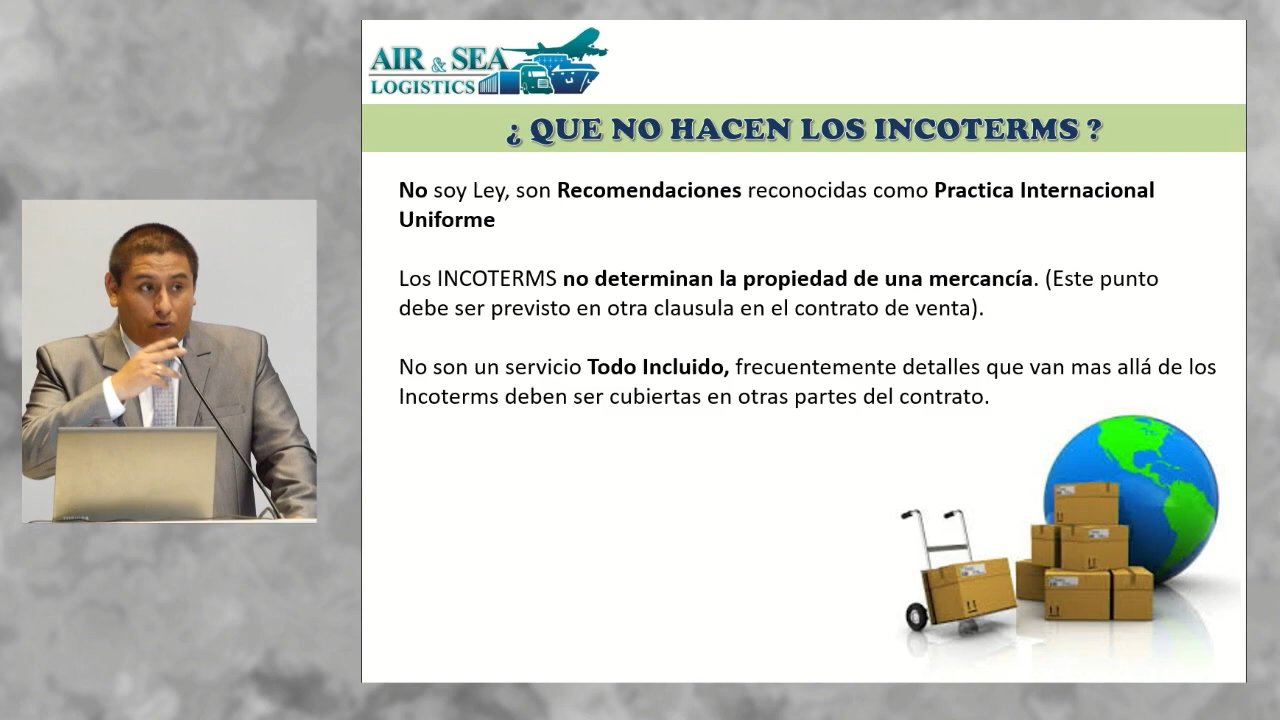 AIR & SEA
LOGISTICS
¿ QUE NO HACEN LOS INCOTERMS ?
No soy Ley, son Recomendaciones reconocidas como Practica Internacional
Uniforme
Los INCOTERMS no determinan la propiedad de una mercancía. (Este punto
debe ser previsto en otra clausula en el contrato de venta).
No son un servicio Todo Incluido, frecuentemente detalles que van mas allá de los
Incoterms deben ser cubiertas en otras partes del contrato.